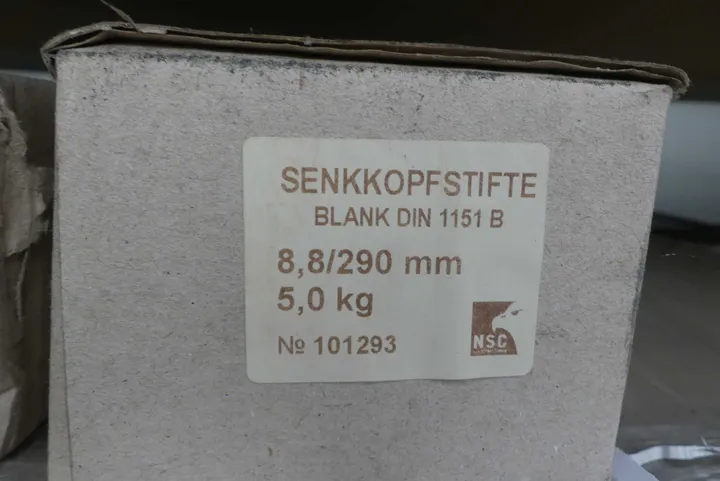 SENKKOPFSTIFTE
BLANK DIN 1151 B
8,8/290 mm
5,0 kg
№ 101293
NSC